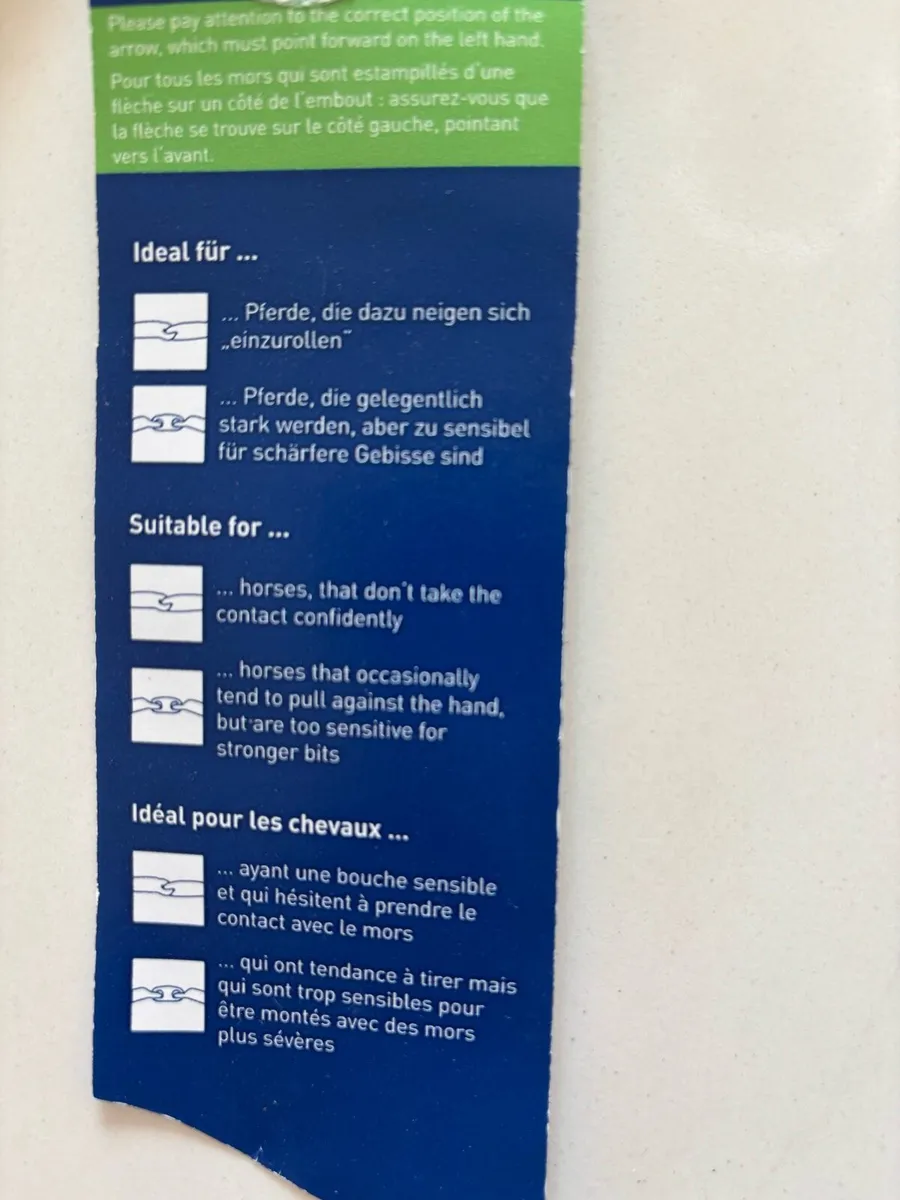 Please pay attention to the correct position of the
arrow, which must point forward on the left hand.
Pour tous les mors qui sont estampillés d'une
flèche sur un côté de l'embout : assurez-vous que
la flèche se trouve sur le côté gauche, pointant
vers l'avant.
Ideal für ...
... Pferde, die dazu neigen sich
„einzurollen"
... Pferde, die gelegentlich
stark werden, aber zu sensibel
für schärfere Gebisse sind
Suitable for ...
... horses, that don't take the
contact confidently
... horses that occasionally
tend to pull against the hand,
but are too sensitive for
stronger bits
Idéal pour les chevaux ...
... ayant une bouche sensible
et qui hésitent à prendre le
contact avec le mors
... qui ont tendance à tirer mais
qui sont trop sensibles pour
être montés avec des mors
plus sévères